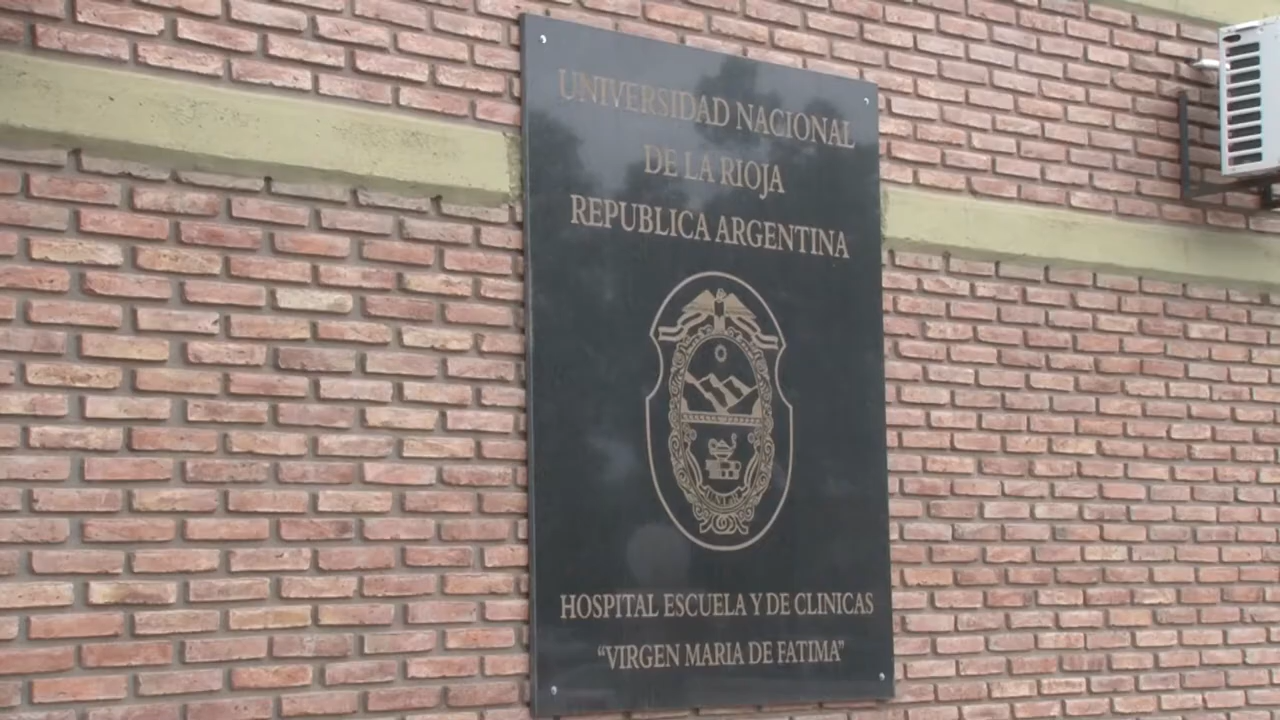 UNIVERSIDAD NACIONAL
DE LA RIOJA
REPUBLICA ARGENTINA
HOSPITAL ESCUELA Y DE CLINICAS
“VIRGEN MARIA DE FATIMA”